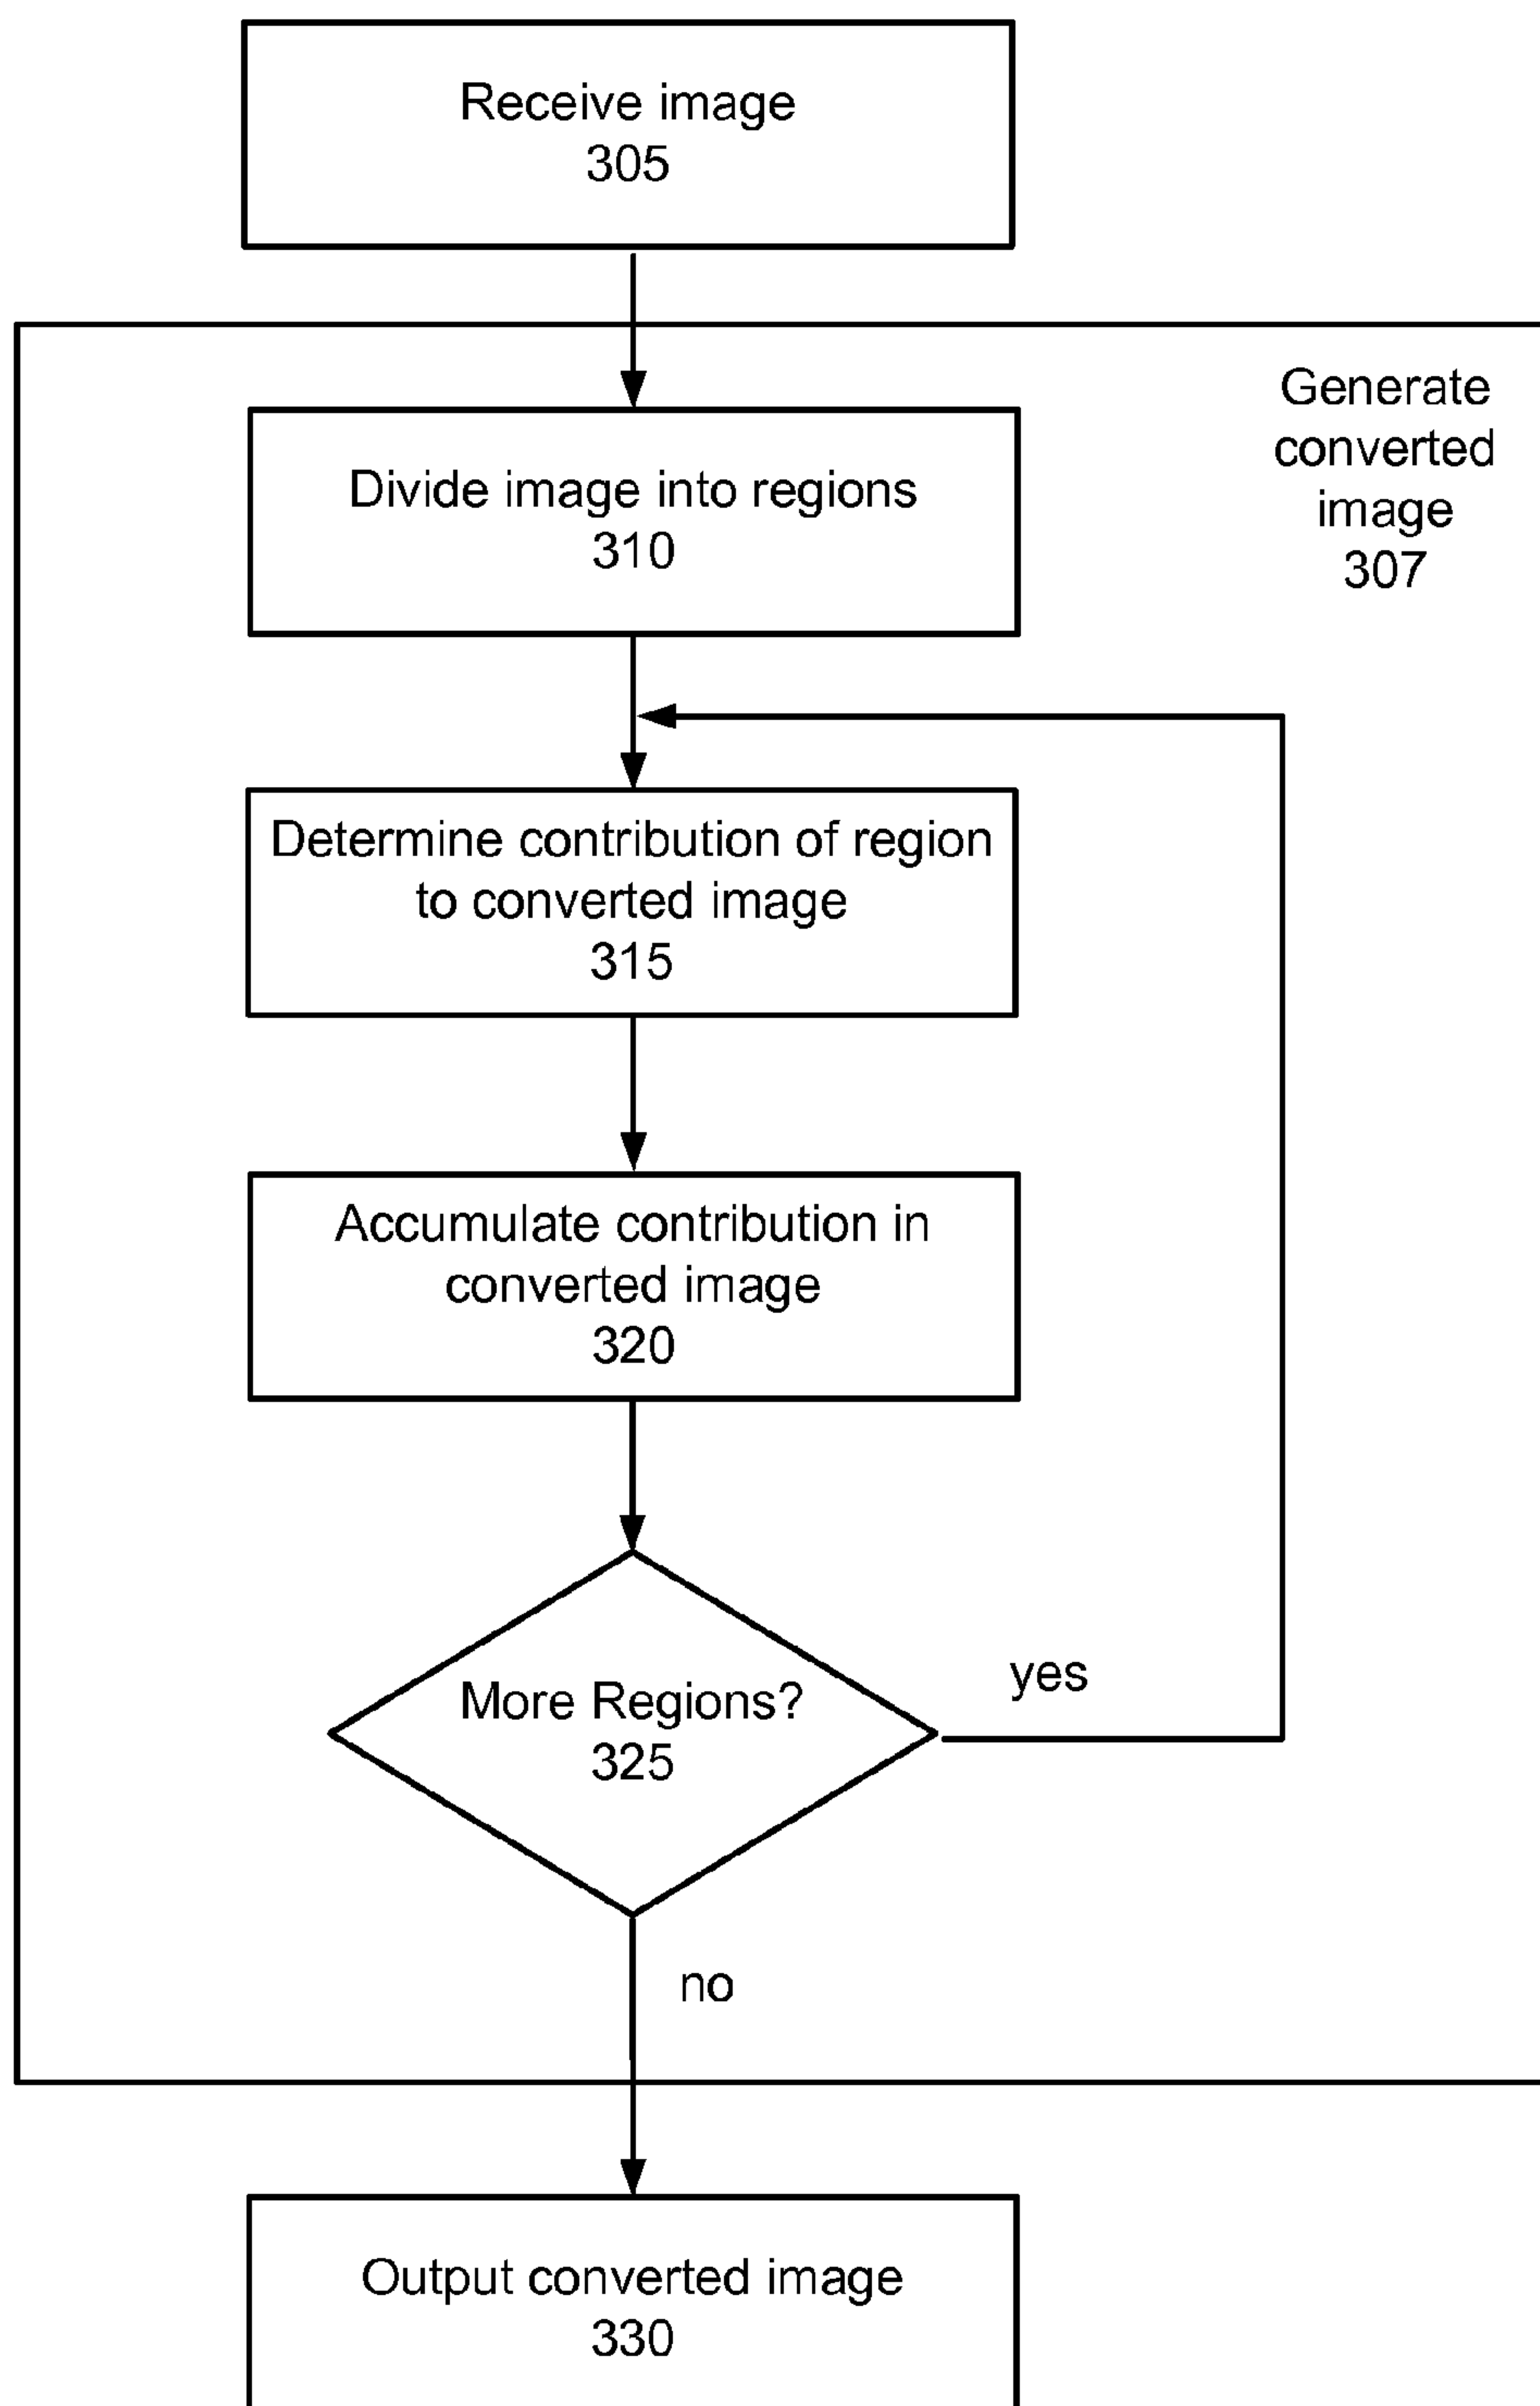 Receive image
305
Generate
converted
image
307
Divide image into regions
310
Determine contribution of region
to converted image
315
Accumulate contribution in
converted image
320
More Regions?
325
yes
no
Output converted image
330